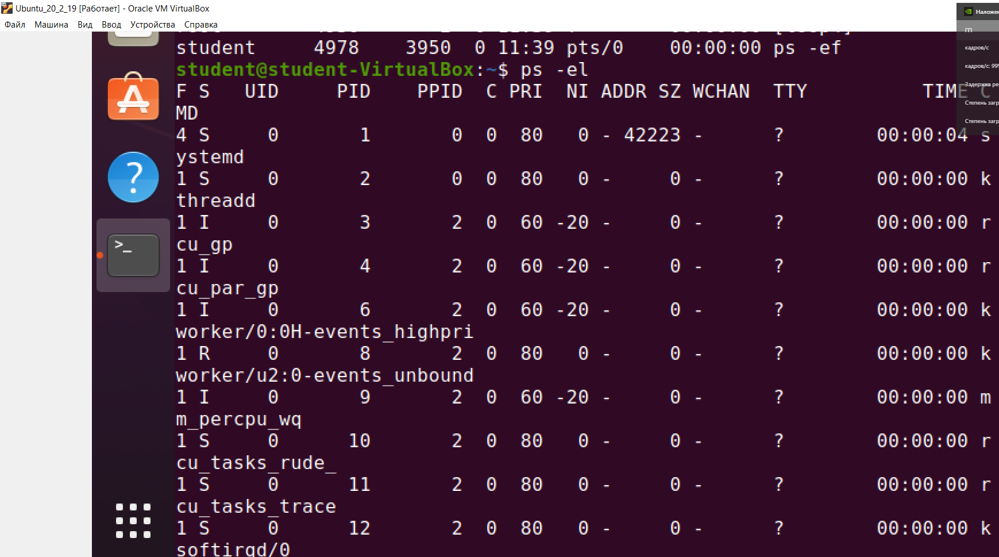 Ubuntu_20_2_19 [Работает] - Oracle VM VirtualBox
Файл Машина Вид Ввод Устройства Справка
student 4978 3950 0 11:39 pts/0 00:00:00 ps -ef
student@student-VirtualBox:~$ ps -el
F S UID PID PPID C PRI NI ADDR SZ WCHAN TTY TIME C
MD
4 S 0 1 0 0 80 0 - 42223 - ? 00:00:04 s
ystemd
1 S 0 2 0 0 80 0 - 0 - ? 00:00:00 k
threadd
1 I 0 3 2 0 60 -20 - 0 - ? 00:00:00 r
cu_gp
1 I 0 4 2 0 60 -20 - 0 - ? 00:00:00 r
cu_par_gp
1 I 0 6 2 0 60 -20 - 0 - ? 00:00:00 k
worker/0:0H-events_highpri
1 R 0 8 2 0 80 0 - 0 - ? 00:00:00 k
worker/u2:0-events_unbound
1 I 0 9 2 0 60 -20 - 0 - ? 00:00:00 m
m_percpu_wq
1 S 0 10 2 0 80 0 - 0 - ? 00:00:00 r
cu_tasks_rude_
1 S 0 11 2 0 80 0 - 0 - ? 00:00:00 r
cu_tasks_trace
1 S 0 12 2 0 80 0 - 0 - ? 00:00:00 k
softirqd/0
Наложен
ГП
кадров/с
кадров/с: 99%
Задержка ре
Степень загр
Степень загр